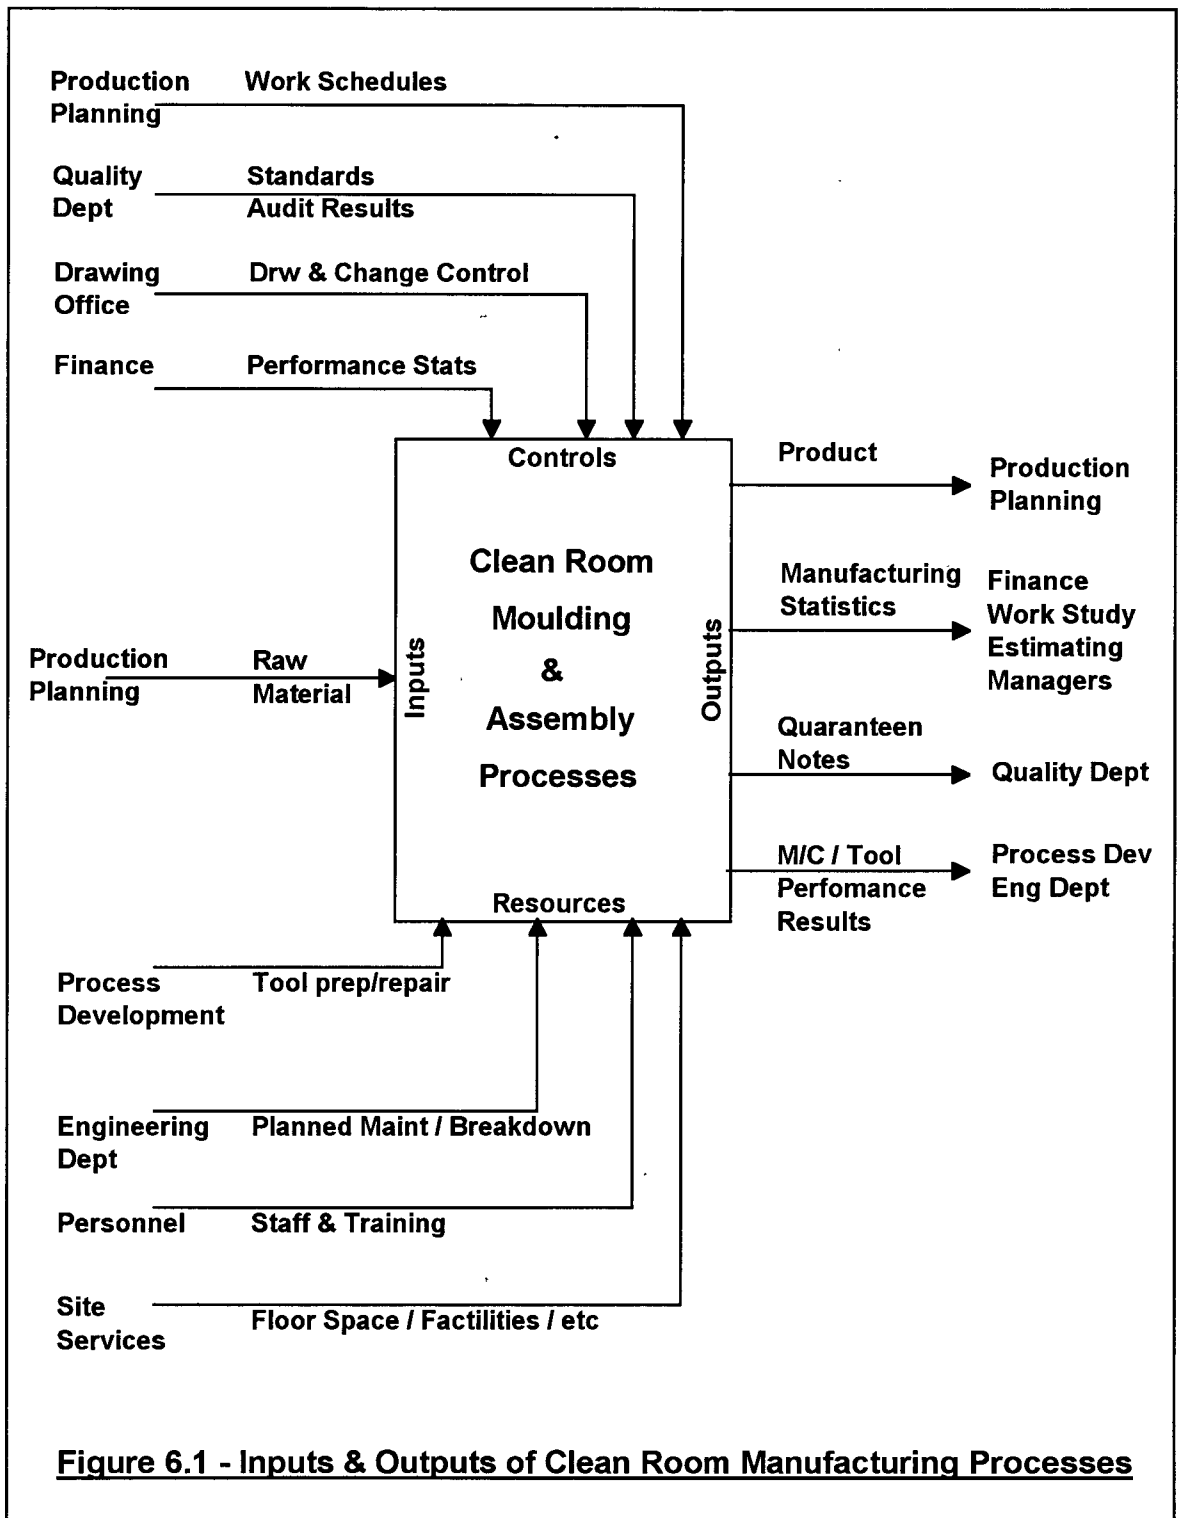 Production Work Schedules
Planning
Quality Standards
Dept Audit Results
Drawing Drw & Change Control
Office
Finance Performance Stats
Controls
Clean Room
Moulding
&
Assembly
Processes
Inputs
Outputs
Resources
Production Raw
Planning Material
Product
Production
Planning
Manufacturing
Statistics
Finance
Work Study
Estimating
Managers
Quaranteen
Notes
Quality Dept
M/C / Tool
Perfomance
Results
Process Dev
Eng Dept
Process Tool prep/repair
Development
Engineering Planned Maint / Breakdown
Dept
Personnel Staff & Training
Site Floor Space / Factilities / etc
Services
Figure 6.1 - Inputs & Outputs of Clean Room Manufacturing Processes